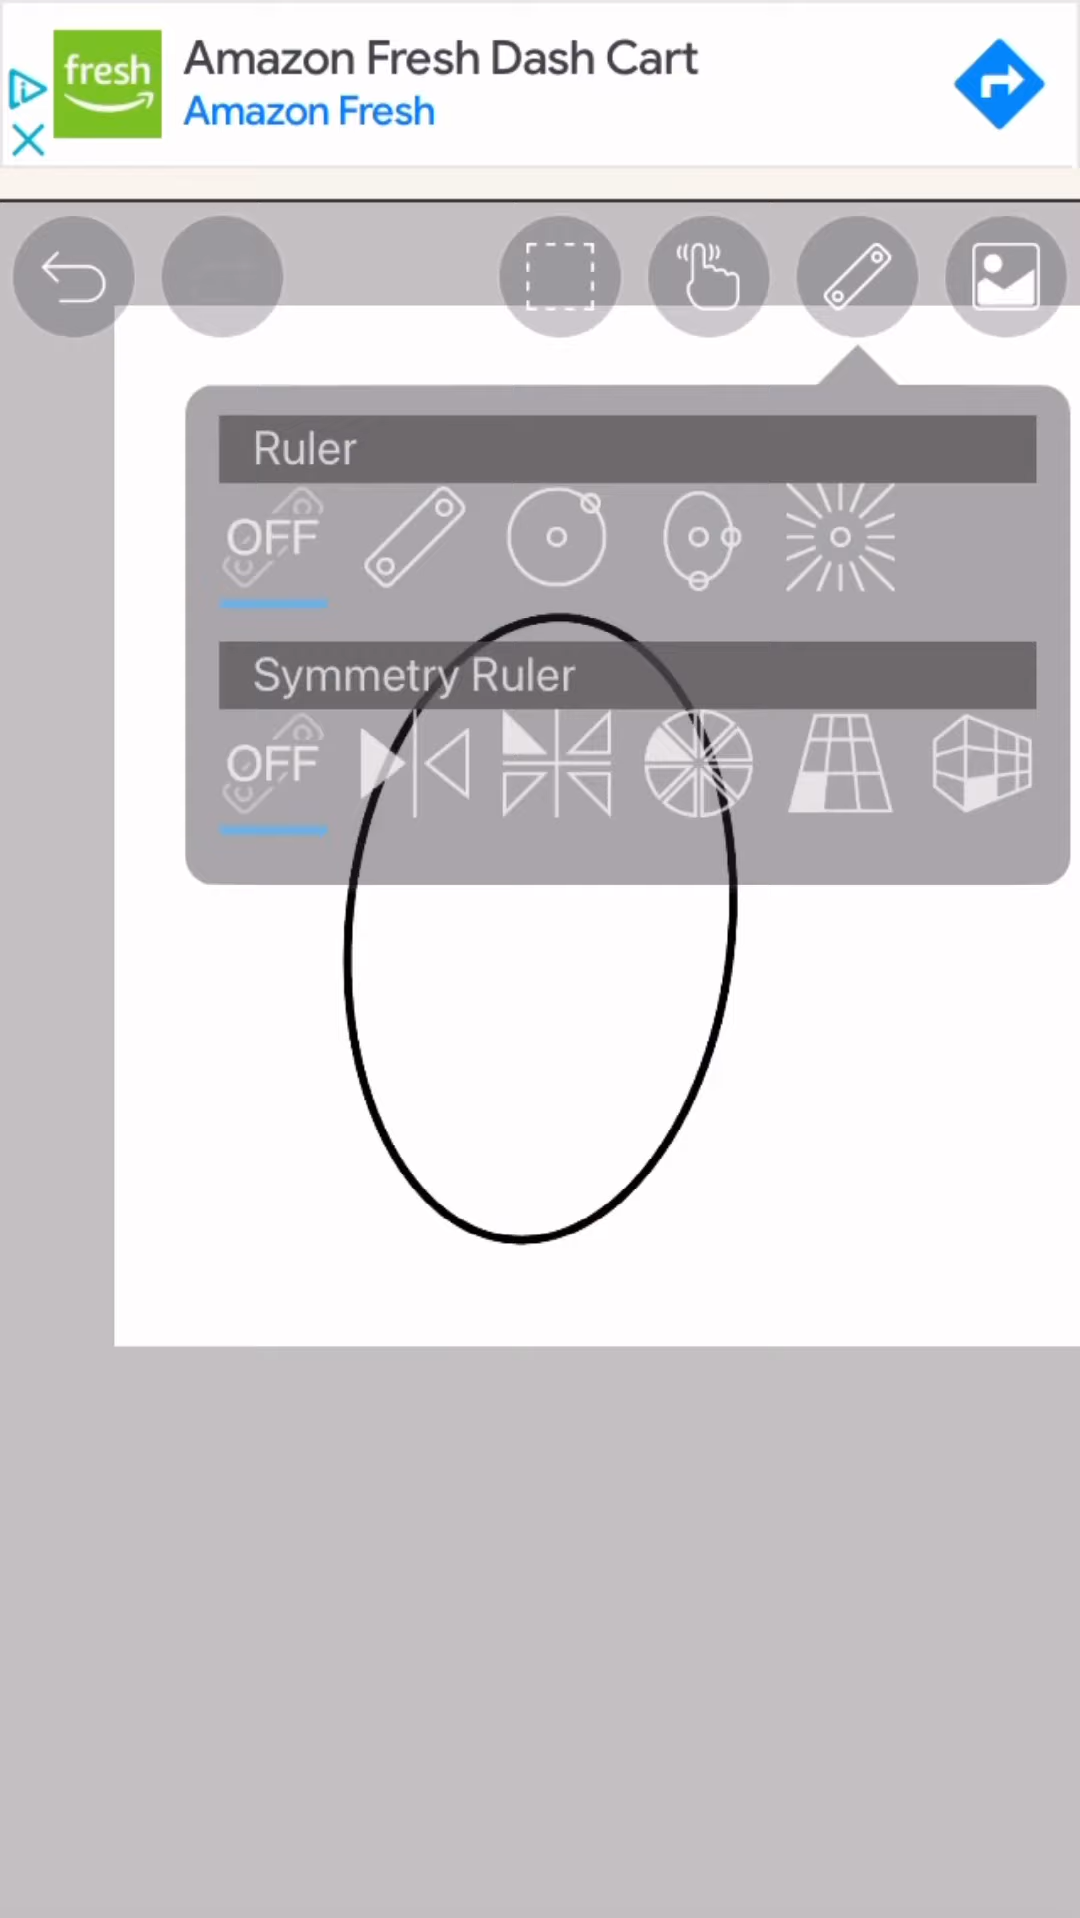 fresh
Amazon Fresh Dash Cart
Amazon Fresh
Ruler
OFF
Symmetry Ruler
OFF